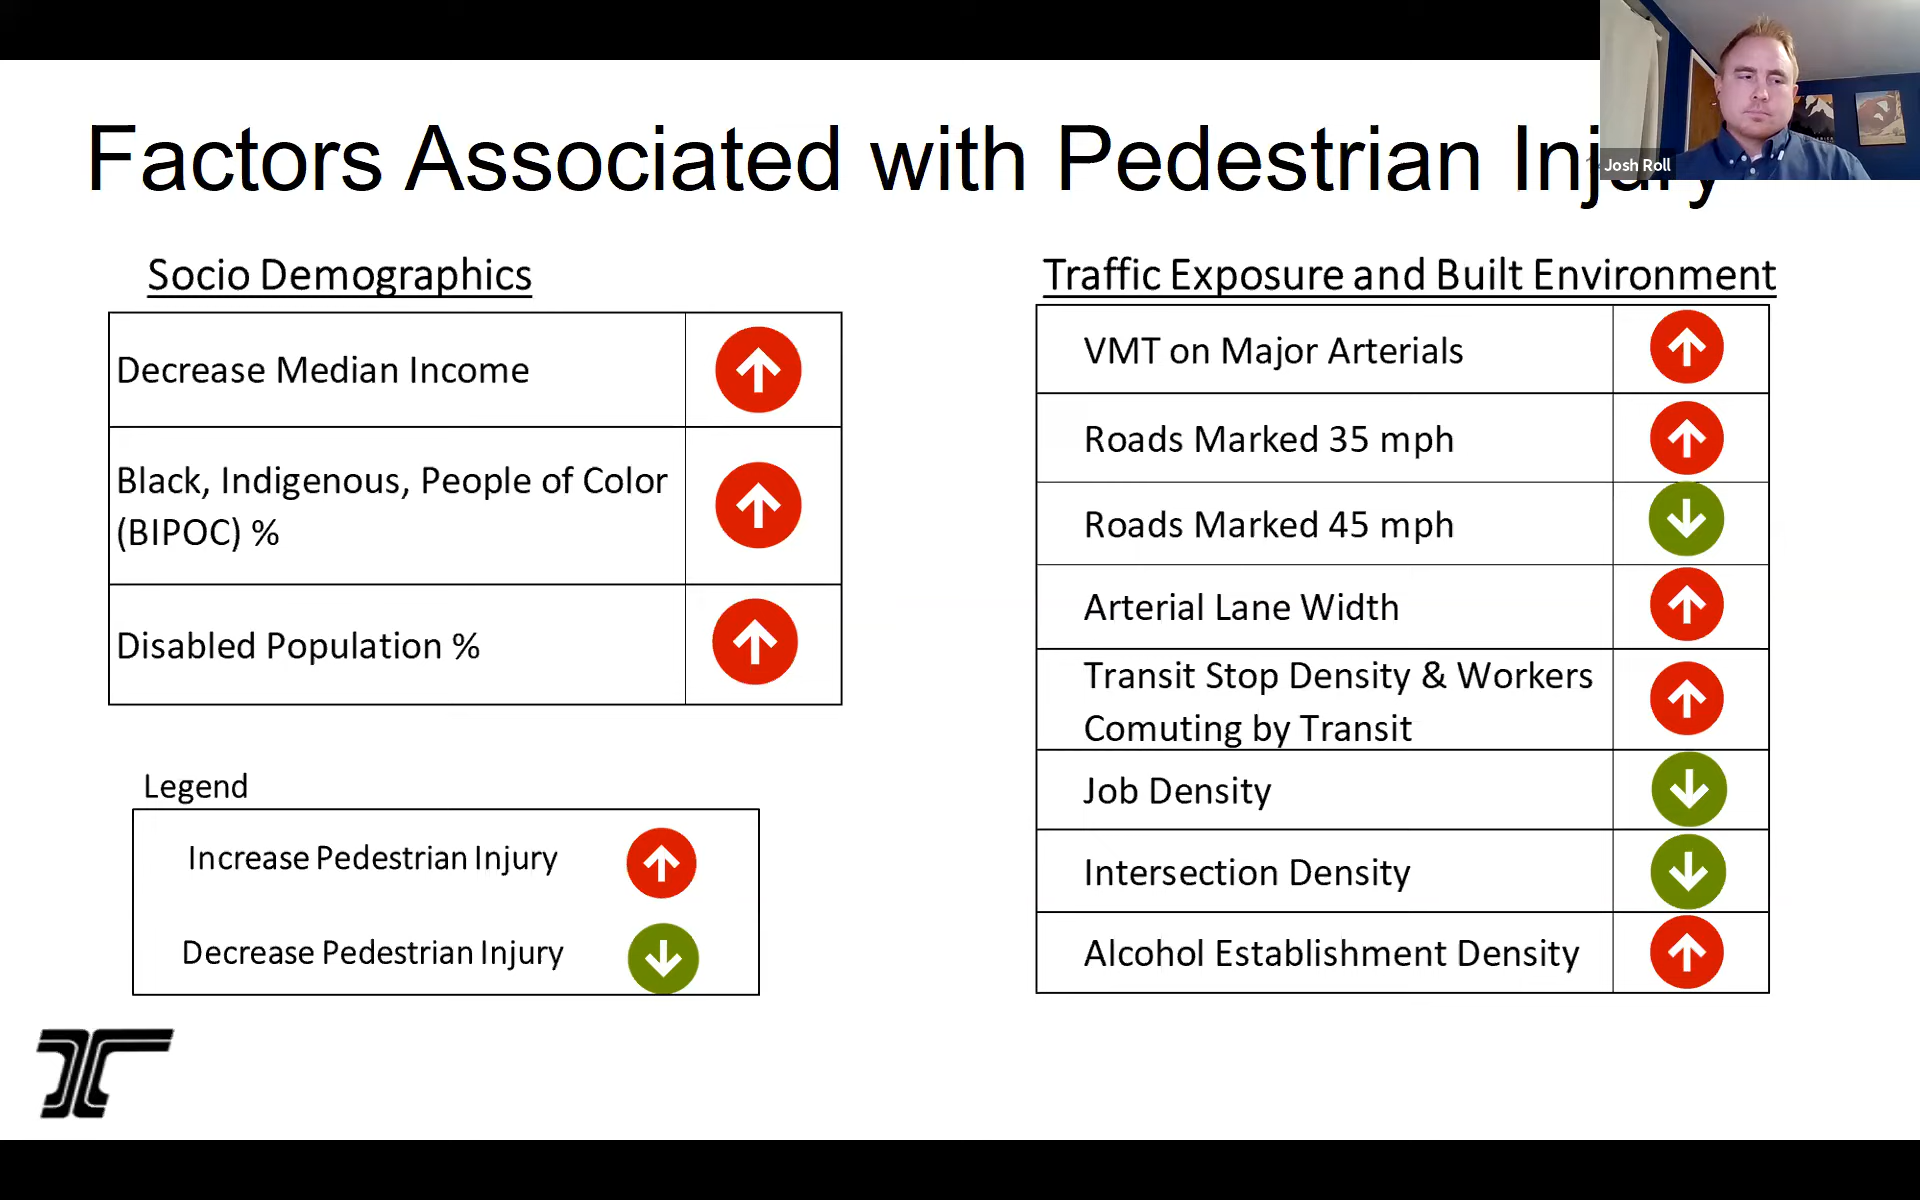 Factors Associated with Pedestrian Injury
Josh Roll
Socio Demographics
Decrease Median Income
Black, Indigenous, People of Color
(BIPOC) %
Disabled Population %
Legend
Increase Pedestrian Injury
Decrease Pedestrian Injury
Traffic Exposure and Built Environment
VMT on Major Arterials
Roads Marked 35 mph
Roads Marked 45 mph
Arterial Lane Width
Transit Stop Density & Workers
Comuting by Transit
Job Density
Intersection Density
Alcohol Establishment Density